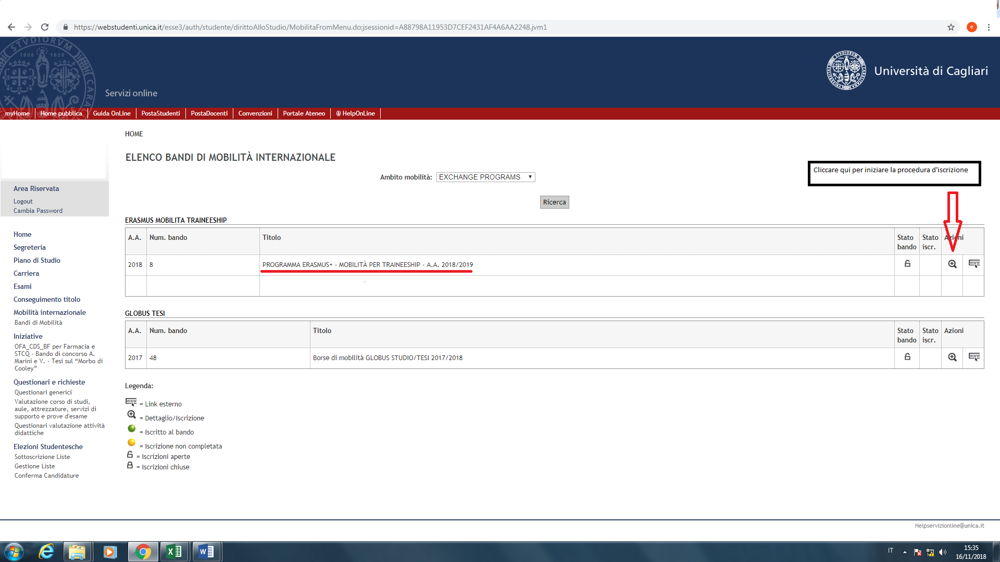 https://webstudenti.unica.it/esse3/auth/studente/dirittoAlloStudio/MobilitaFromMenu.do;jsessionid=A88798A11953D7CEF2431AF4A6AA2248.jvm1
e
STVDIORVM
1606 1620
Università di Cagliari
Servizi online
myHome Home pubblica Guida OnLine PostaStudenti PostaDocenti Convenzioni Portale Ateneo @ HelpOnLine
HOME
ELENCO BANDI DI MOBILITÀ INTERNAZIONALE
Ambito mobilità: EXCHANGE PROGRAMS
Ricerca
Cliccare qui per iniziare la procedura d'iscrizione
Area Riservata
Logout
Cambia Password
Home
Segreteria
Piano di Studio
Carriera
Esami
Conseguimento titolo
Mobilità internazionale
Bandi di Mobilità
Iniziative
OFA_CDS_BF per Farmacia e
STCQ - Bando di concorso A.
Marini e V. - Tesi sul “Morbo di
Cooley”
Questionari e richieste
Questionari generici
Valutazione corso di studi,
aule, attrezzature, servizi di
supporto e prove d'esame
Questionari valutazione attività
didattiche
Elezioni Studentesche
Sottoscrizione Liste
Gestione Liste
Conferma Candidature
ERASMUS MOBILITA TRAINEESHIP
A.A. Num. bando Titolo Stato bando Stato iscr. Azioni
2018 8 PROGRAMMA ERASMUS+ - MOBILITÀ PER TRAINEESHIP - A.A. 2018/2019 www
GLOBUS TESI
A.A. Num. bando Titolo Stato bando Stato iscr. Azioni
2017 48 Borse di mobilità GLOBUS STUDIO/TESI 2017/2018 www
Legenda:
www = Link esterno
= Dettaglio/Iscrizione
= Iscritto al bando
= Iscrizione non completata
= Iscrizioni aperte
= Iscrizioni chiuse
Helpservizionline@unica.it
IT
15:35
16/11/2018